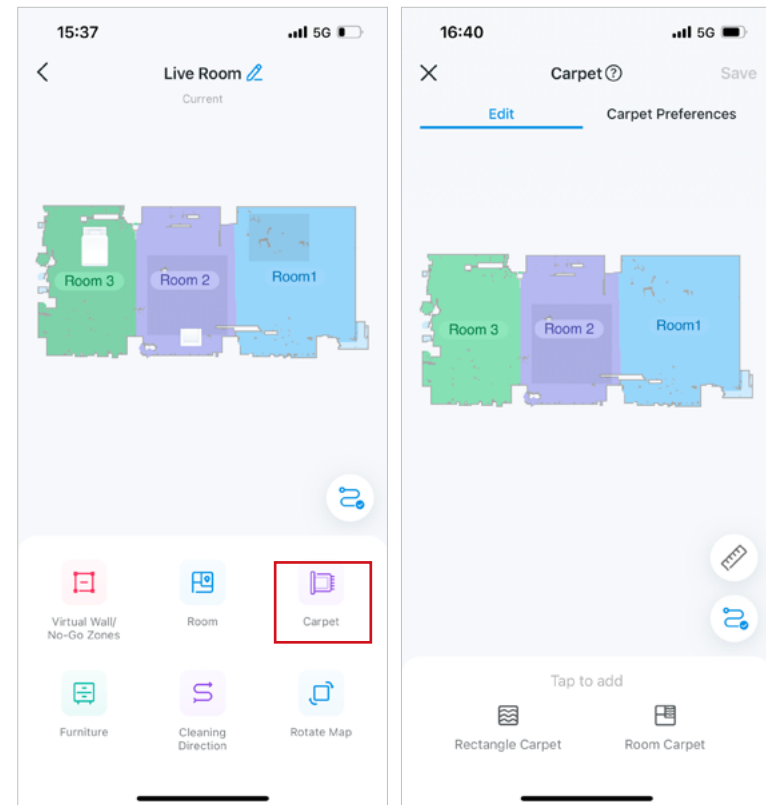 15:37
5G
Live Room
Current
Room 3
Room 2
Room1
Virtual Wall/
No-Go Zones
Room
Carpet
Furniture
Cleaning
Direction
Rotate Map
16:40
5G
Carpet
Save
Edit
Carpet Preferences
Room 3
Room 2
Room1
Tap to add
Rectangle Carpet
Room Carpet